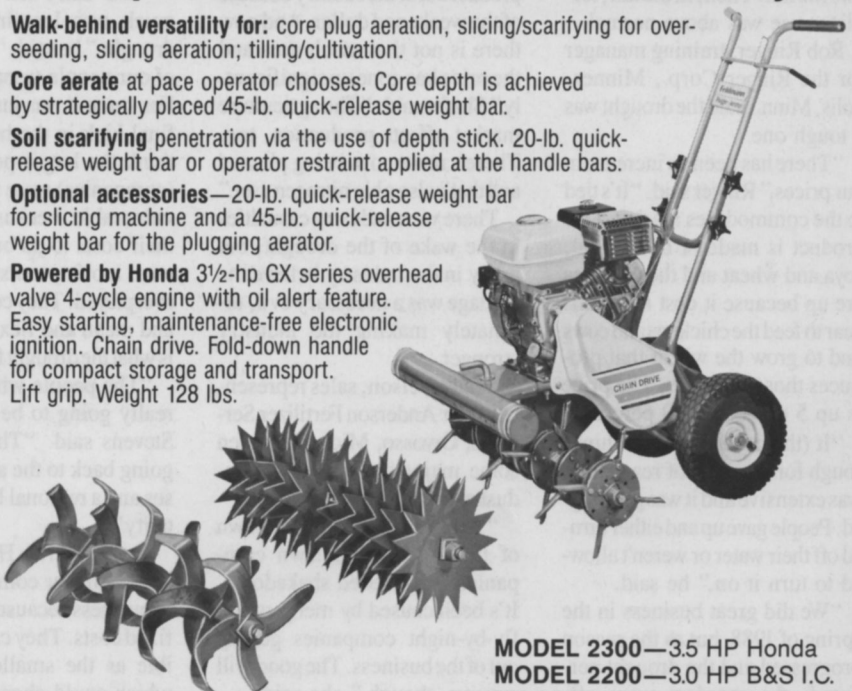 Walk-behind versatility for: core plug aeration, slicing/scarifying for over-
seeding, slicing aeration; tilling/cultivation.
Core aerate at pace operator chooses. Core depth is achieved
by strategically placed 45-lb. quick-release weight bar.
Soil scarifying penetration via the use of depth stick. 20-lb. quick-
release weight bar or operator restraint applied at the handle bars.
Optional accessories—20-lb. quick-release weight bar
for slicing machine and a 45-lb. quick-release
weight bar for the plugging aerator.
Powered by Honda 3½-hp GX series overhead
valve 4-cycle engine with oil alert feature.
Easy starting, maintenance-free electronic
ignition. Chain drive. Fold-down handle
for compact storage and transport.
Lift grip. Weight 128 lbs.
CHAIN DRIVE
MODEL 2300—3.5 HP Honda
MODEL 2200—3.0 HP B&S I.C.